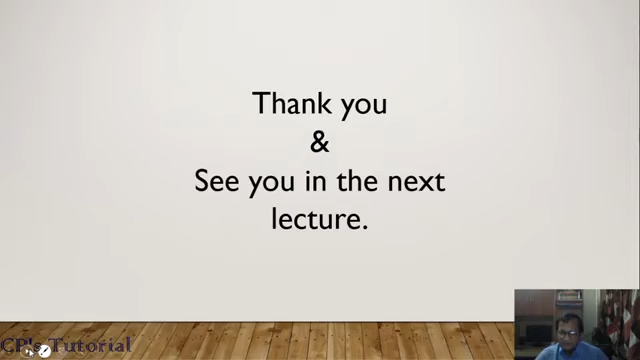 Thank you
&
See you in the next
lecture.
CP's Tutorial